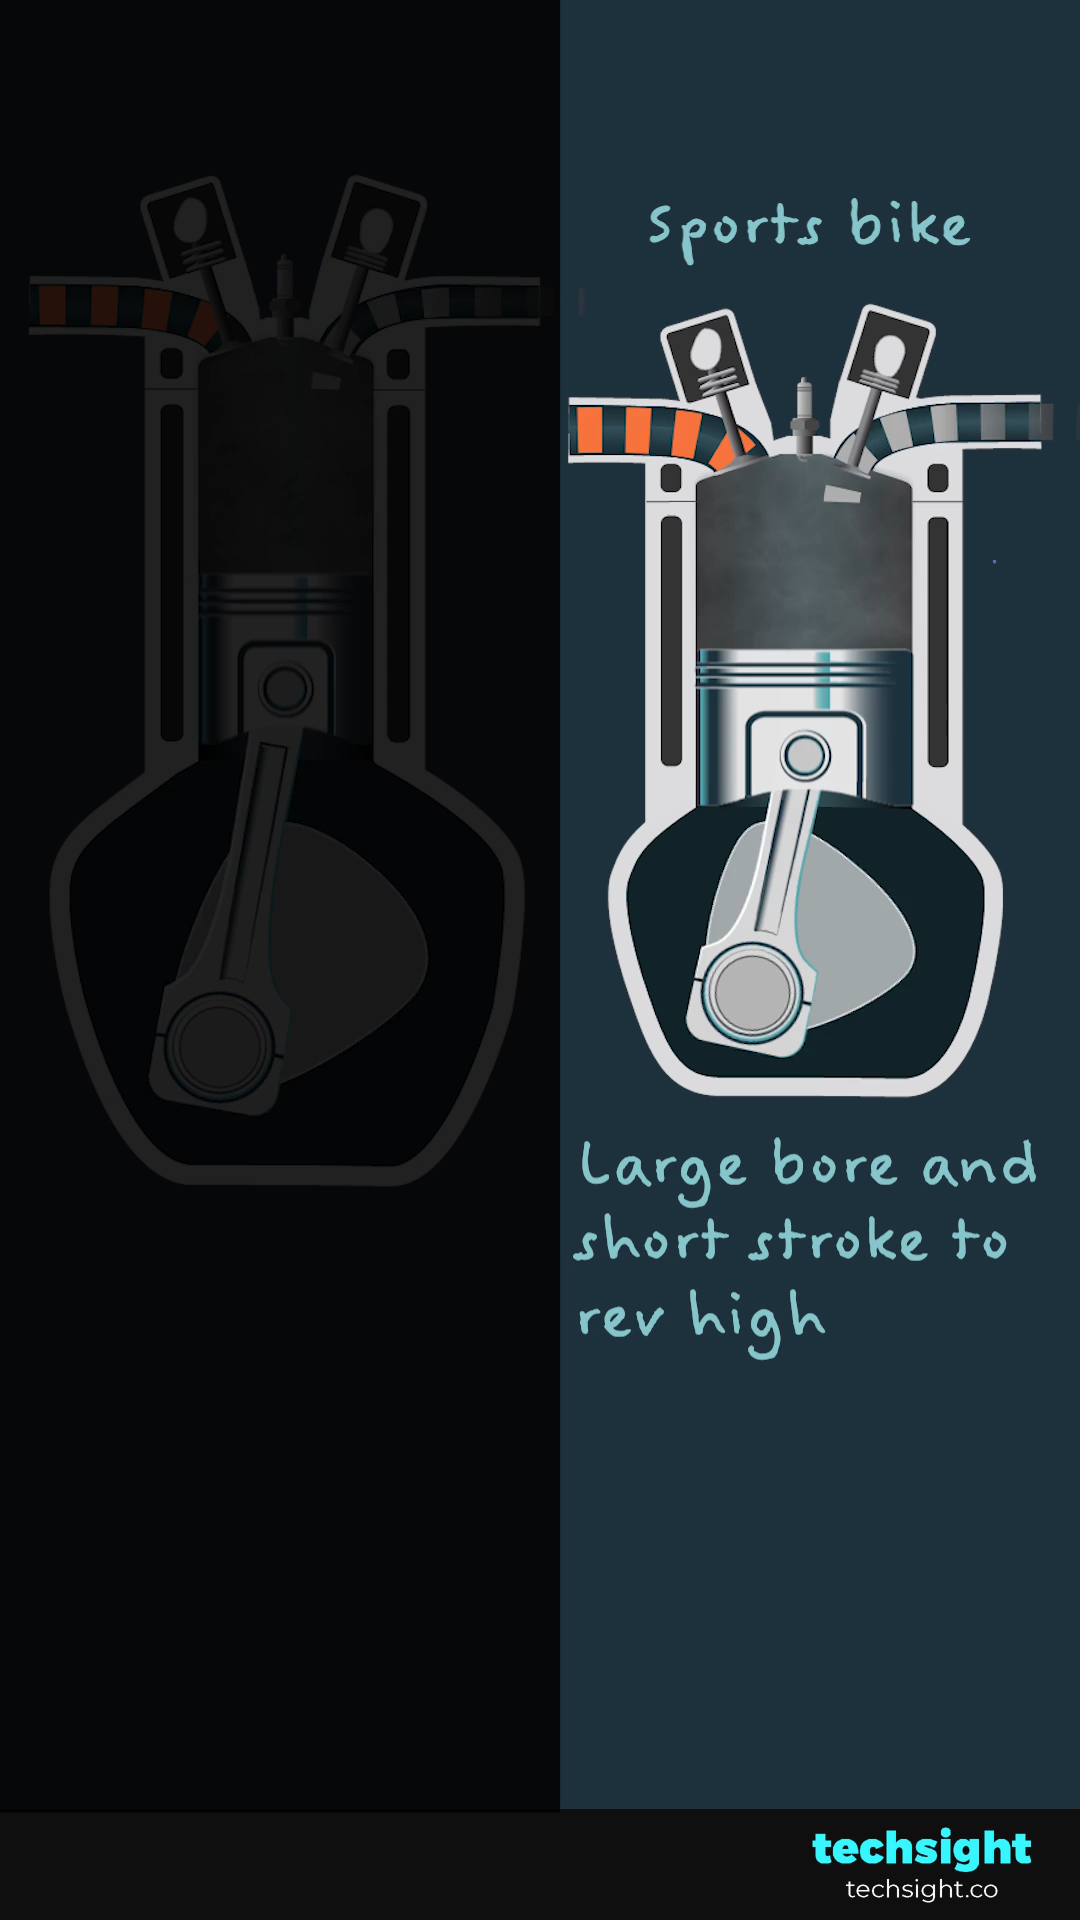 Sports bike
Large bore and
short stroke to
rev high
techsight
techsight.co